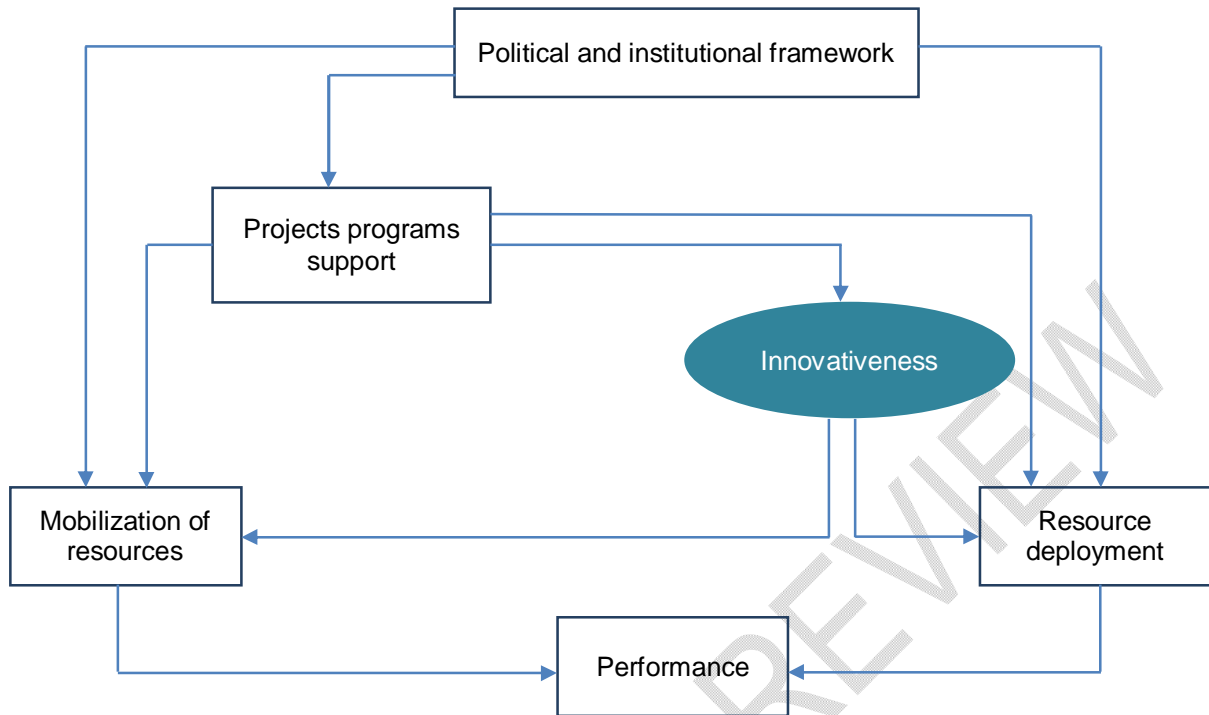 Political and institutional framework
Projects programs
support
Innovativeness
Mobilization of
resources
Resource
deployment
Performance
REVIEW